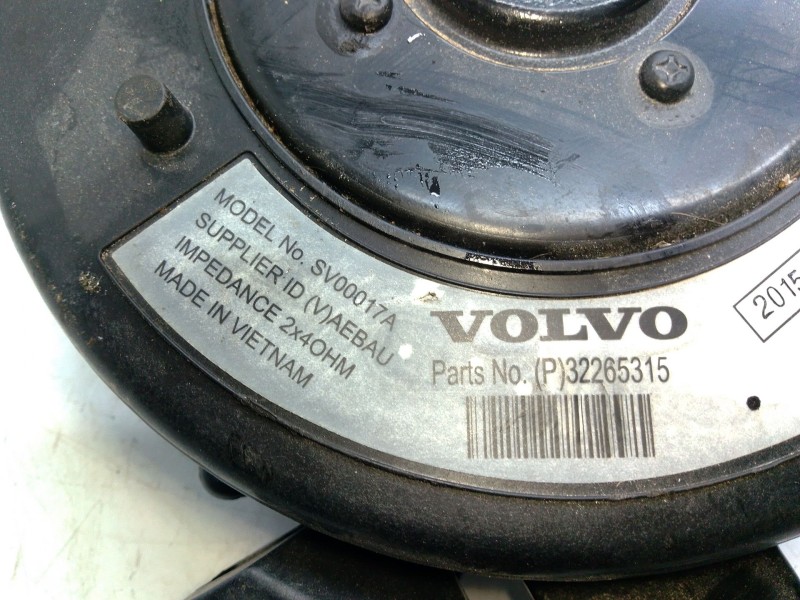 MODEL No. SV00017A
SUPPLIER ID (V)AEBAU
IMPEDANCE 2x4OHM
MADE IN VIETNAM
VOLVO
Parts No. (P)32265315
2015